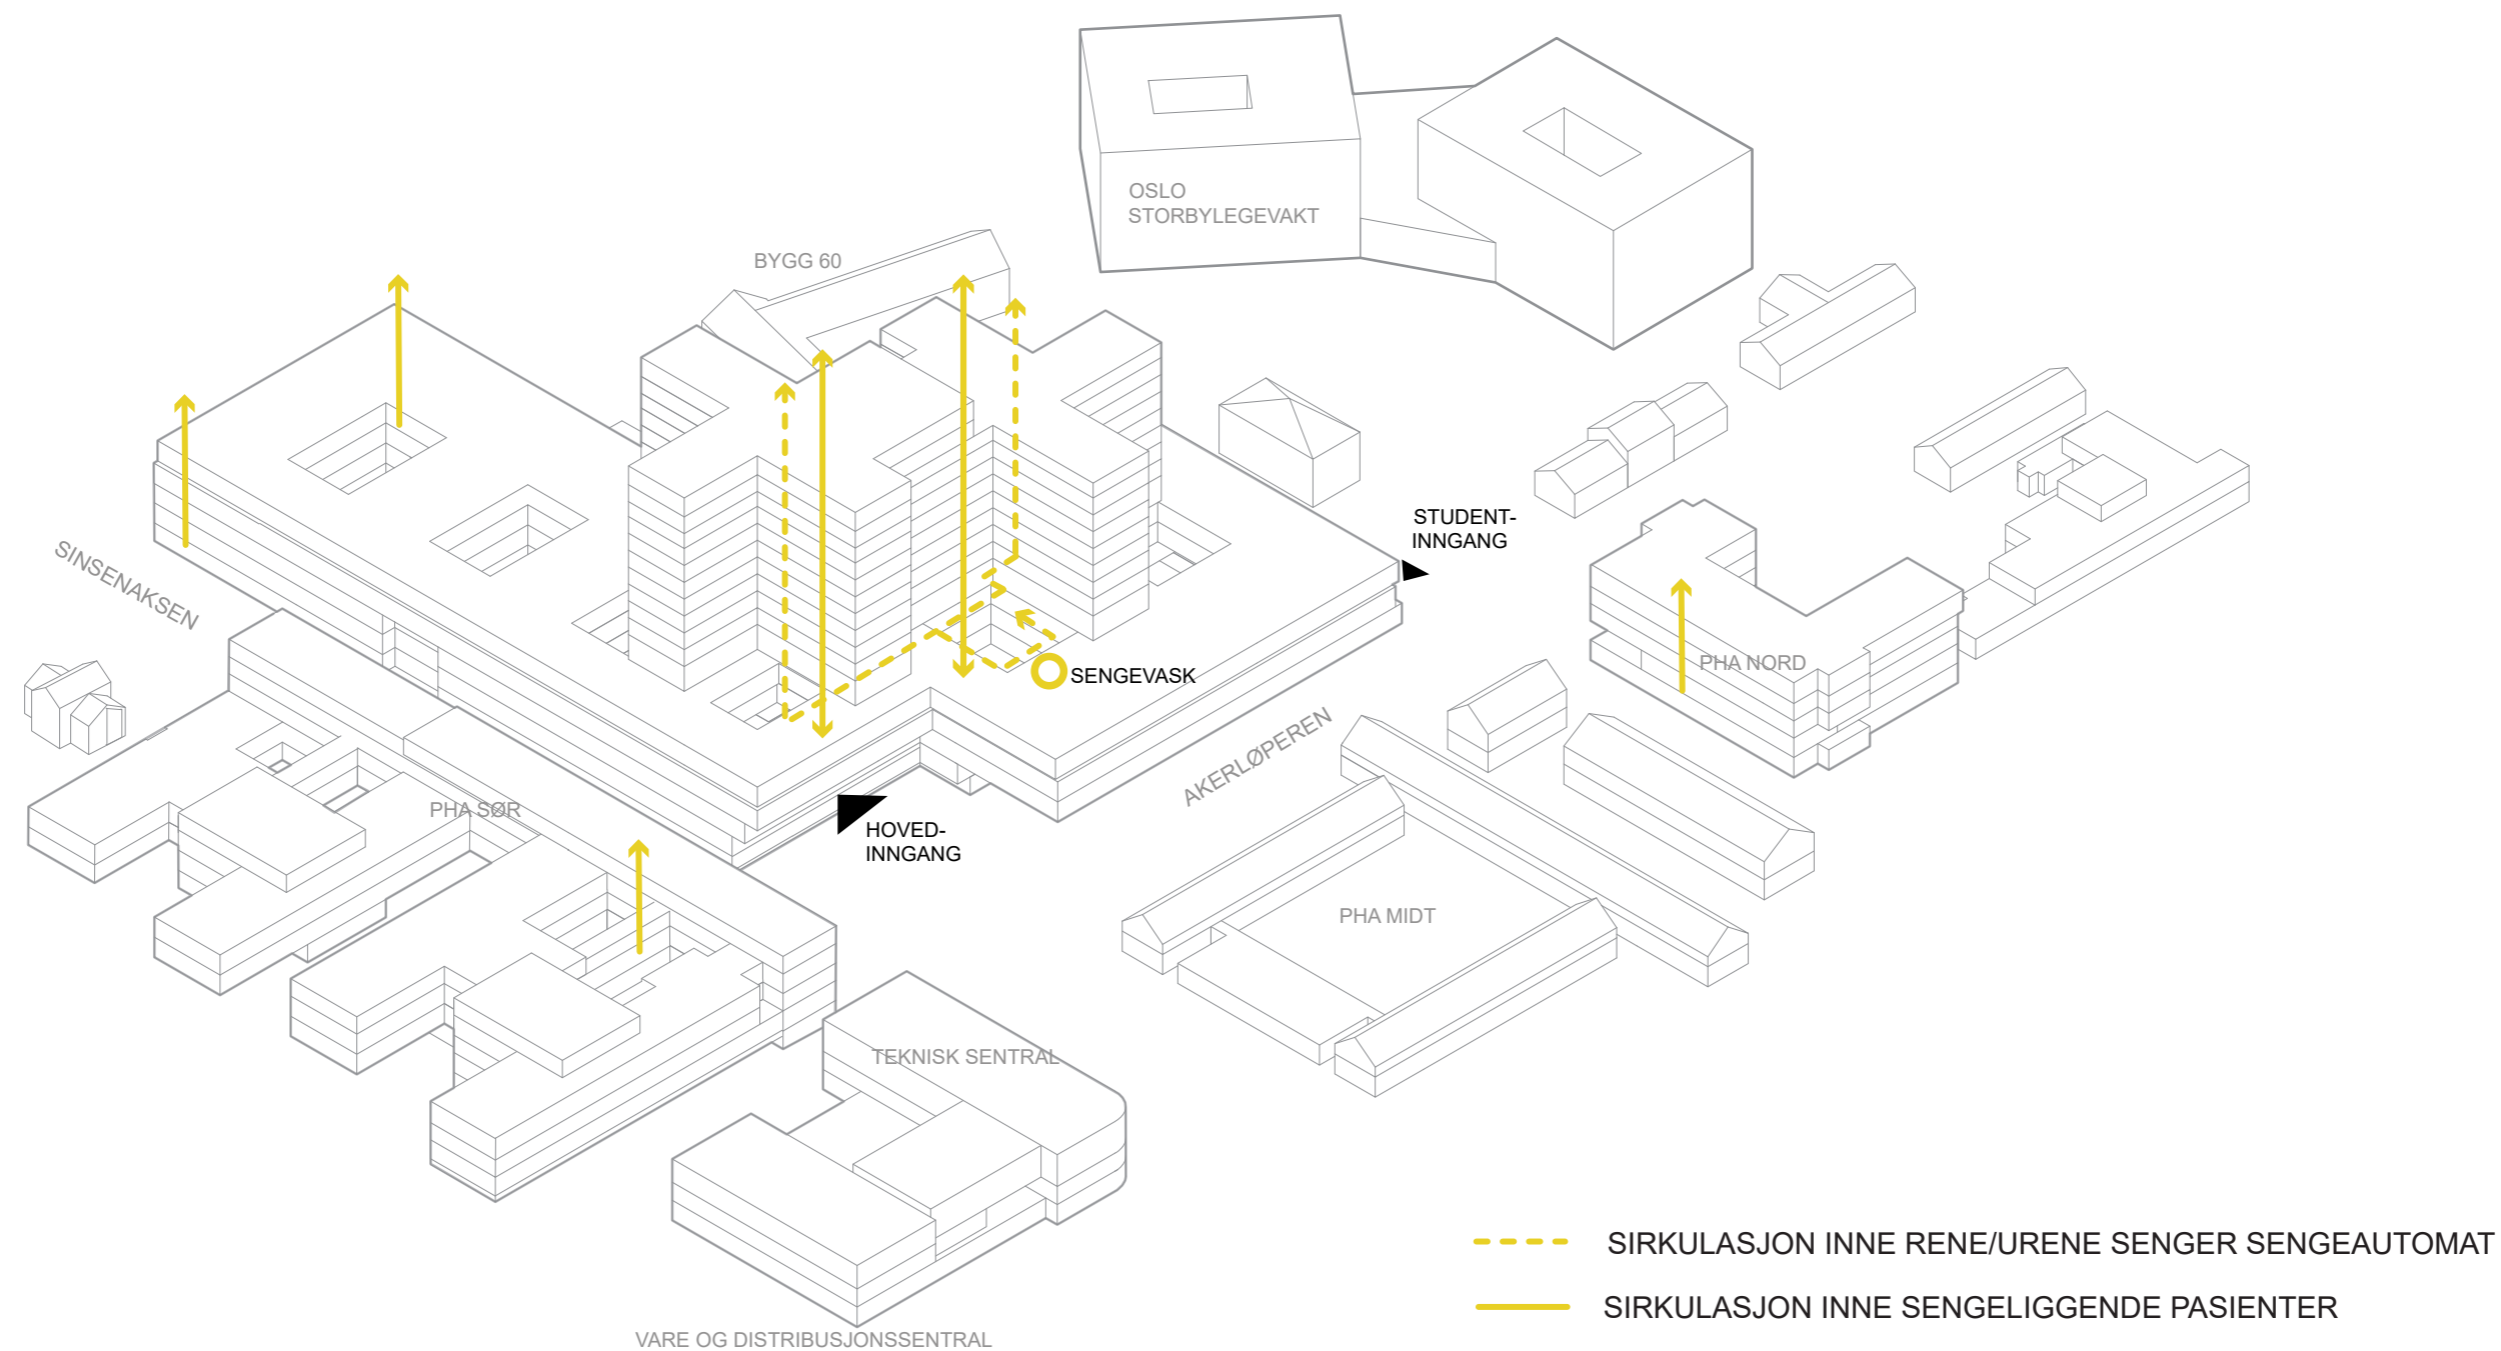 OSLO
STORBYLEGEVAKT
BYGG 60
STUDENT-
INNGANG
SINSENAKSEN
PHA NORD
SENGEVASK
AKERLØPEREN
PHA SØR
HOVED-
INNGANG
PHA MIDT
TEKNISK SENTRAL
SIRKULASJON INNE RENE/URENE SENGER SENGEAUTOMAT
SIRKULASJON INNE SENGELIGGENDE PASIENTER
VARE OG DISTRIBUSJONSSENTRAL